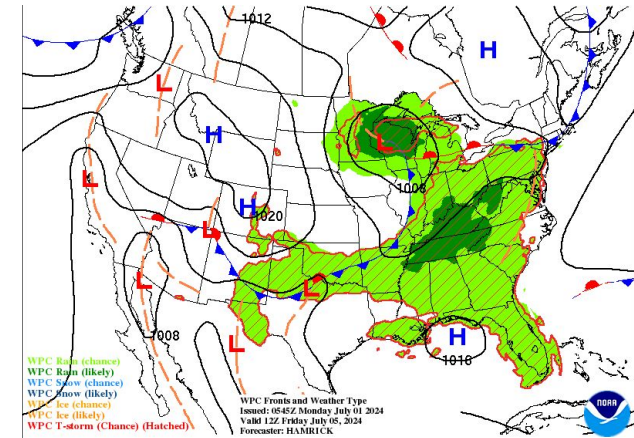 1012
H
L
H
L
L
1008
H
1020
L
L
L
1008
L
H
1016
WPC Rain (chance)
WPC Rain (likely)
WPC Snow (chance)
WPC Snow (likely)
WPC Ice (chance)
WPC Ice (likely)
WPC T-storm (Chance) (Hatched)
WPC Fronts and Weather Type
Issued: 0545Z Monday July 01 2024
Valid 12Z Friday July 05, 2024
Forecaster: HAMRICK
NOAA